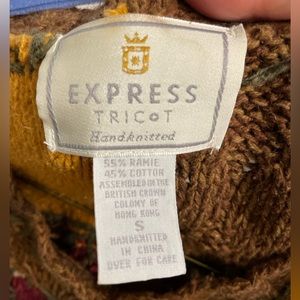 EXPRESS
TRICOT
Handknitted
55% RAMIE
45% COTTON
ASSEMBLED IN THE
BRITISH CROWN
COLONY OF
HONG KONG
S
HANDKNITTED
IN CHINA
OVER FOR CARE